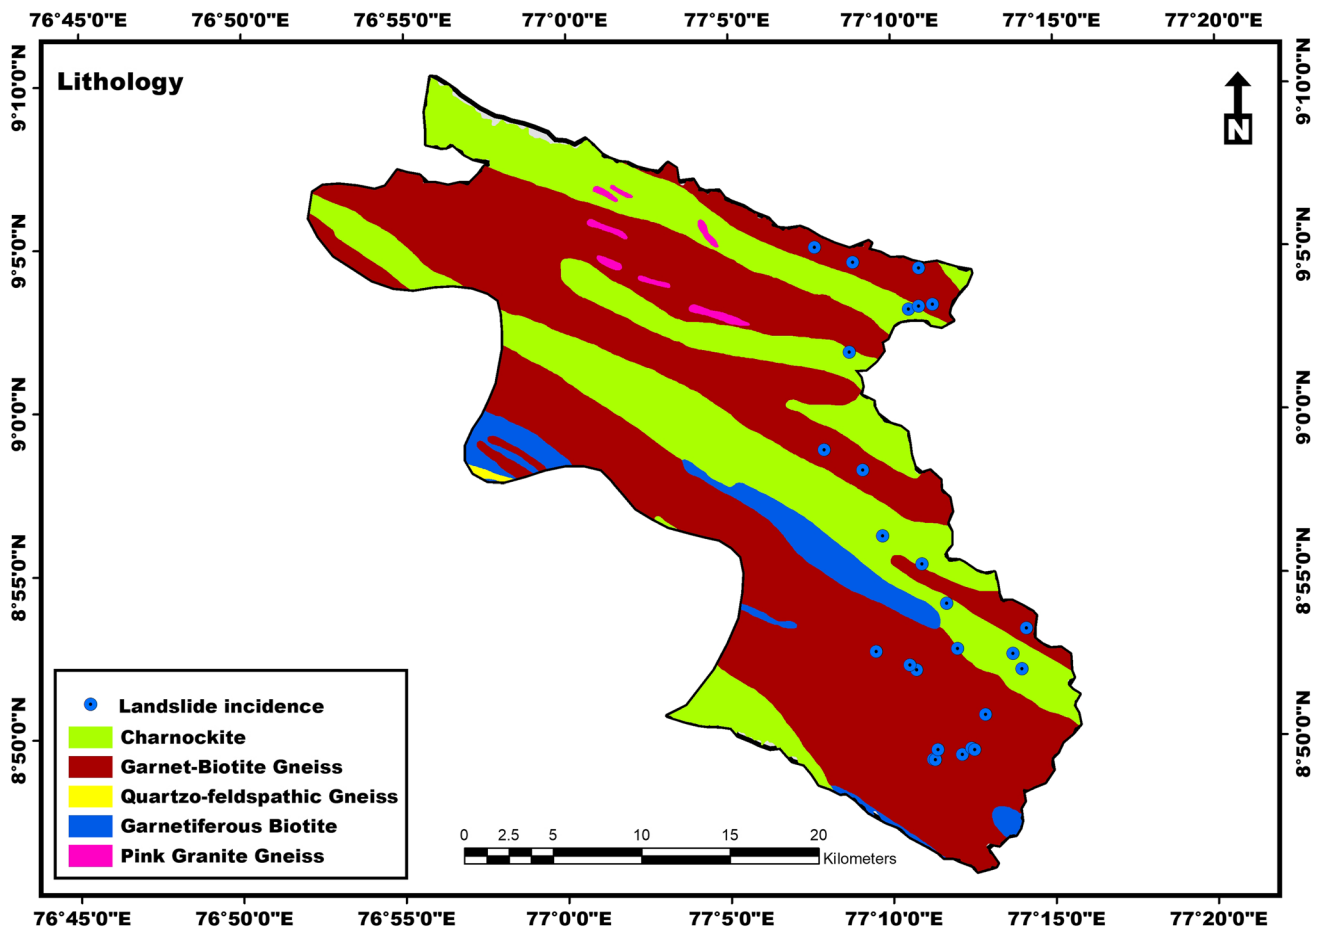 76°45'0"E 76°50'0"E 76°55'0"E 77°0'0"E 77°5'0"E 77°10'0"E 77°15'0"E 77°20'0"E
Lithology
N
9°10'0"N
9°5'0"N
9°0'0"N
8°55'0"N
8°50'0"N
9°10'0"N
9°5'0"N
9°0'0"N
8°55'0"N
8°50'0"N
Landslide incidence
Charnockite
Garnet-Biotite Gneiss
Quartzo-feldspathic Gneiss
Garnetiferous Biotite
Pink Granite Gneiss
0 2.5 5 10 15 20
Kilometers
76°45'0"E 76°50'0"E 76°55'0"E 77°0'0"E 77°5'0"E 77°10'0"E 77°15'0"E 77°20'0"E